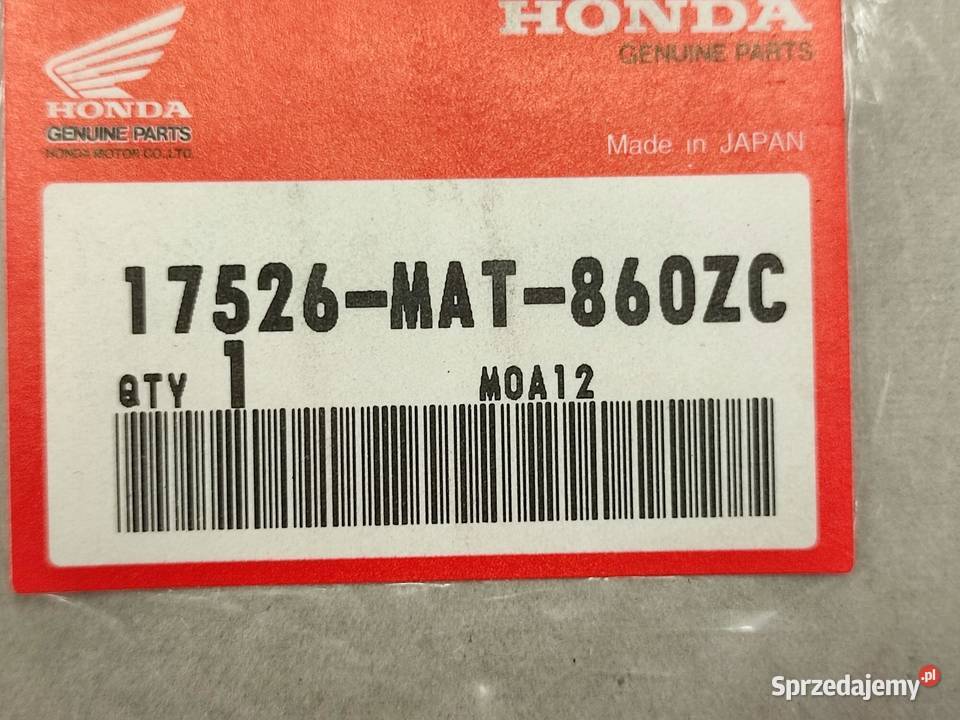 HONDA
GENUINE PARTS
HONDA
GENUINE PARTS
HONDA MOTOR CO.,LTD.
Made in JAPAN
17526-MAT-860ZC
QTY 1 MOA12
Sprzedajemy.pl